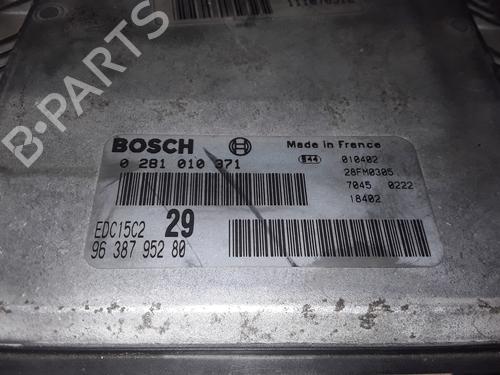 B-PARTS
BOSCH
Made in France
0 281 010 371
544 010402
28FM0305
7045 0222
18402
EDC15C2 29
96 387 952 80